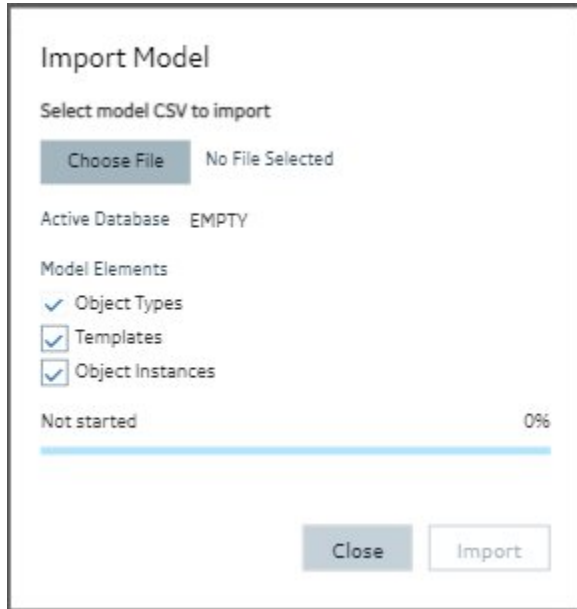 Import Model
Select model CSV to import
Choose File No File Selected
Active Database EMPTY
Model Elements
Object Types
Templates
Object Instances
Not started 0%
Close Import